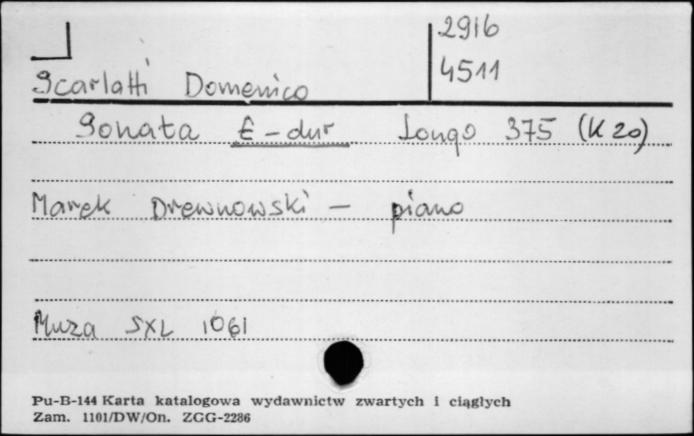 2916
4511
Scarlatti Domenico
Sonata E-dur Longo 375 (K 20)
Marek Drewnowski - piano
Muza SXL 1061
Pu-B-144 Karta katalogowa wydawnictw zwartych i ciągłych
Zam. 1101/DW/On. ZGG-2286